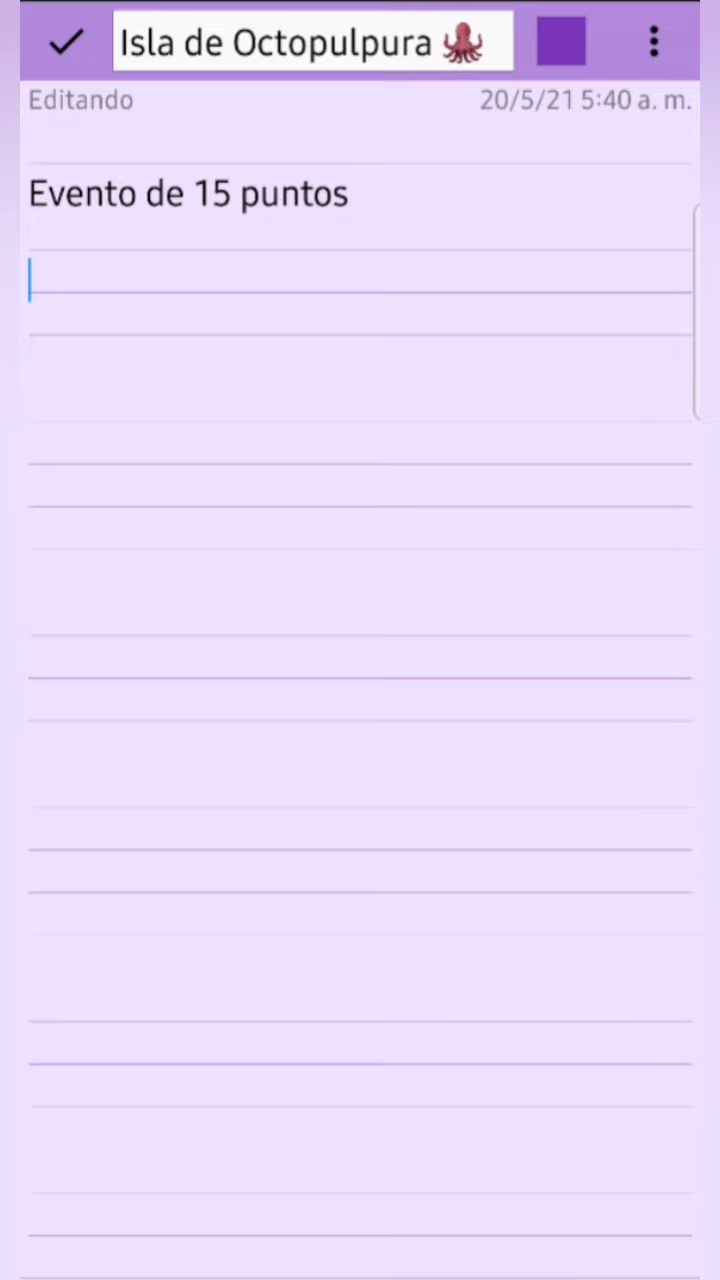 Isla de Octopulpura 🐙
Editando
20/5/21 5:40 a. m.
Evento de 15 puntos